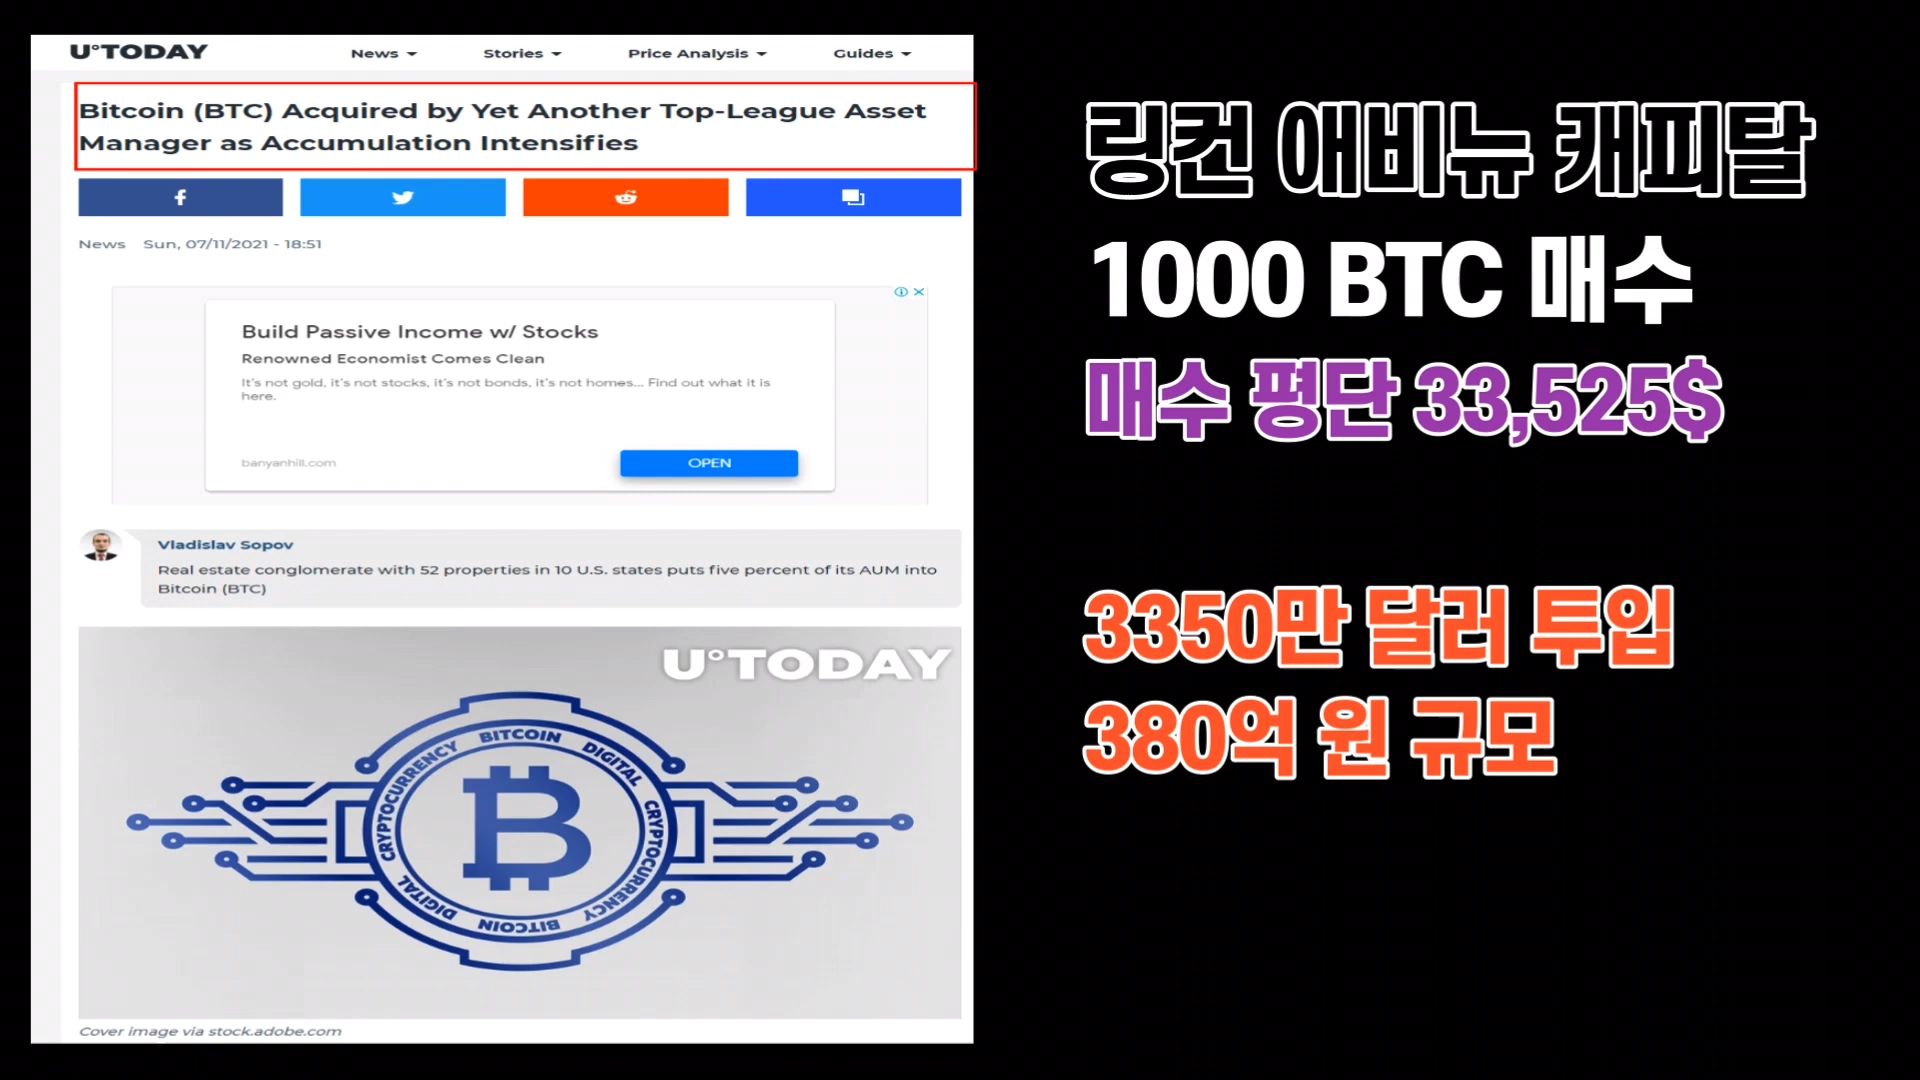 U°TODAY
News
Stories
Price Analysis
Guides
Bitcoin (BTC) Acquired by Yet Another Top-League Asset
Manager as Accumulation Intensifies
News Sun, 07/11/2021 - 18:51
Build Passive Income w/ Stocks
Renowned Economist Comes Clean
It's not gold, it's not stocks, it's not bonds, it's not homes... Find out what it is
here.
banyanhill.com
OPEN
Vladislav Sopov
Real estate conglomerate with 52 properties in 10 U.S. states puts five percent of its AUM into
Bitcoin (BTC)
U°TODAY
BITCOIN DIGITAL CRYPTOCURRENCY
BITCOIN DIGITAL CRYPTOCURRENCY
Cover image via stock.adobe.com
링컨 애비뉴 캐피탈
1000 BTC 매수
매수 평단 33,525$
3350만 달러 투입
380억 원 규모